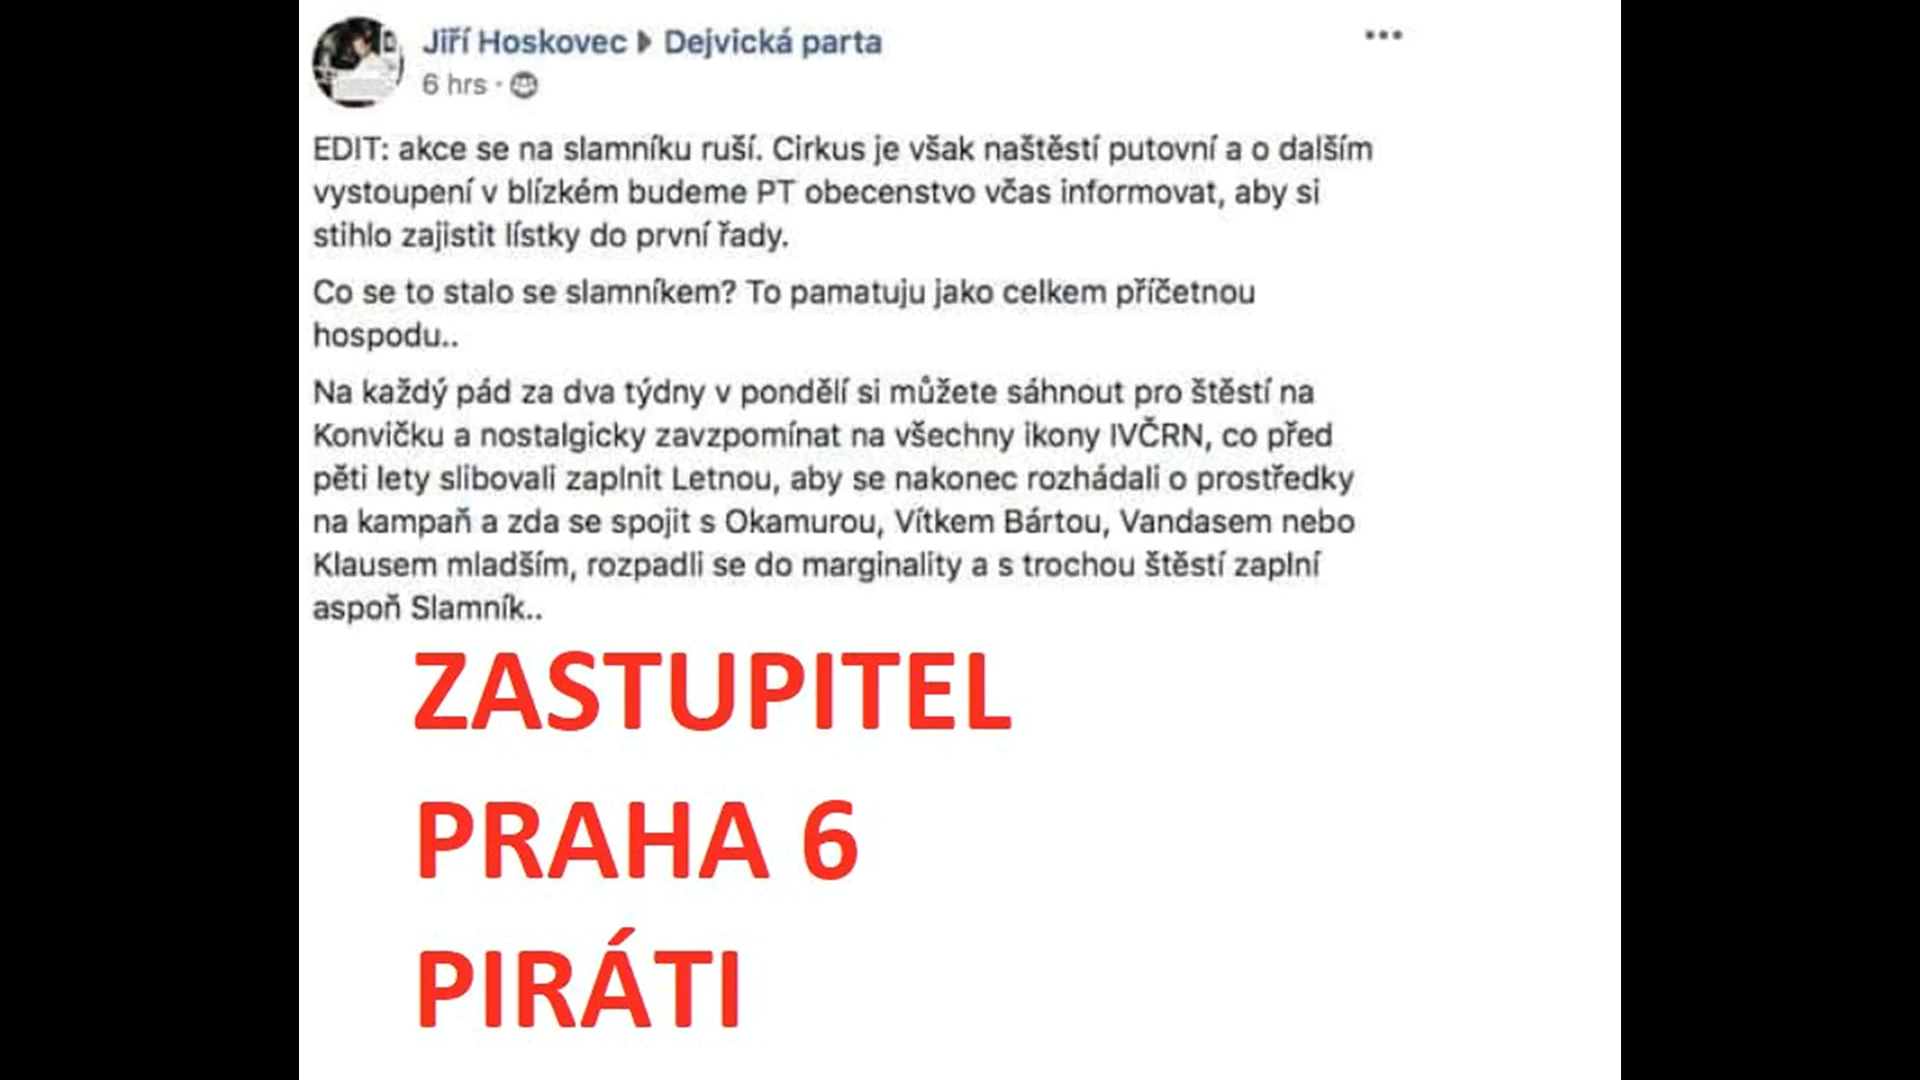 Jiří Hoskovec ▶ Dejvická parta
6 hrs ·
EDIT: akce se na slamníku ruší. Cirkus je však naštěstí putovní a o dalším
vystoupení v blízkém budeme PT obecenstvo včas informovat, aby si
stihlo zajistit lístky do první řady.
Co se to stalo se slamníkem? To pamatuju jako celkem příčetnou
hospodu..
Na každý pád za dva týdny v pondělí si můžete sáhnout pro štěstí na
Konvičku a nostalgicky zavzpomínat na všechny ikony IVČRN, co před
pěti lety slibovali zaplnit Letnou, aby se nakonec rozhádali o prostředky
na kampaň a zda se spojit s Okamurou, Vítkem Bártou, Vandasem nebo
Klausem mladším, rozpadli se do marginality a s trochou štěstí zaplní
aspoň Slamník..
ZASTUPITEL
PRAHA 6
PIRÁTI